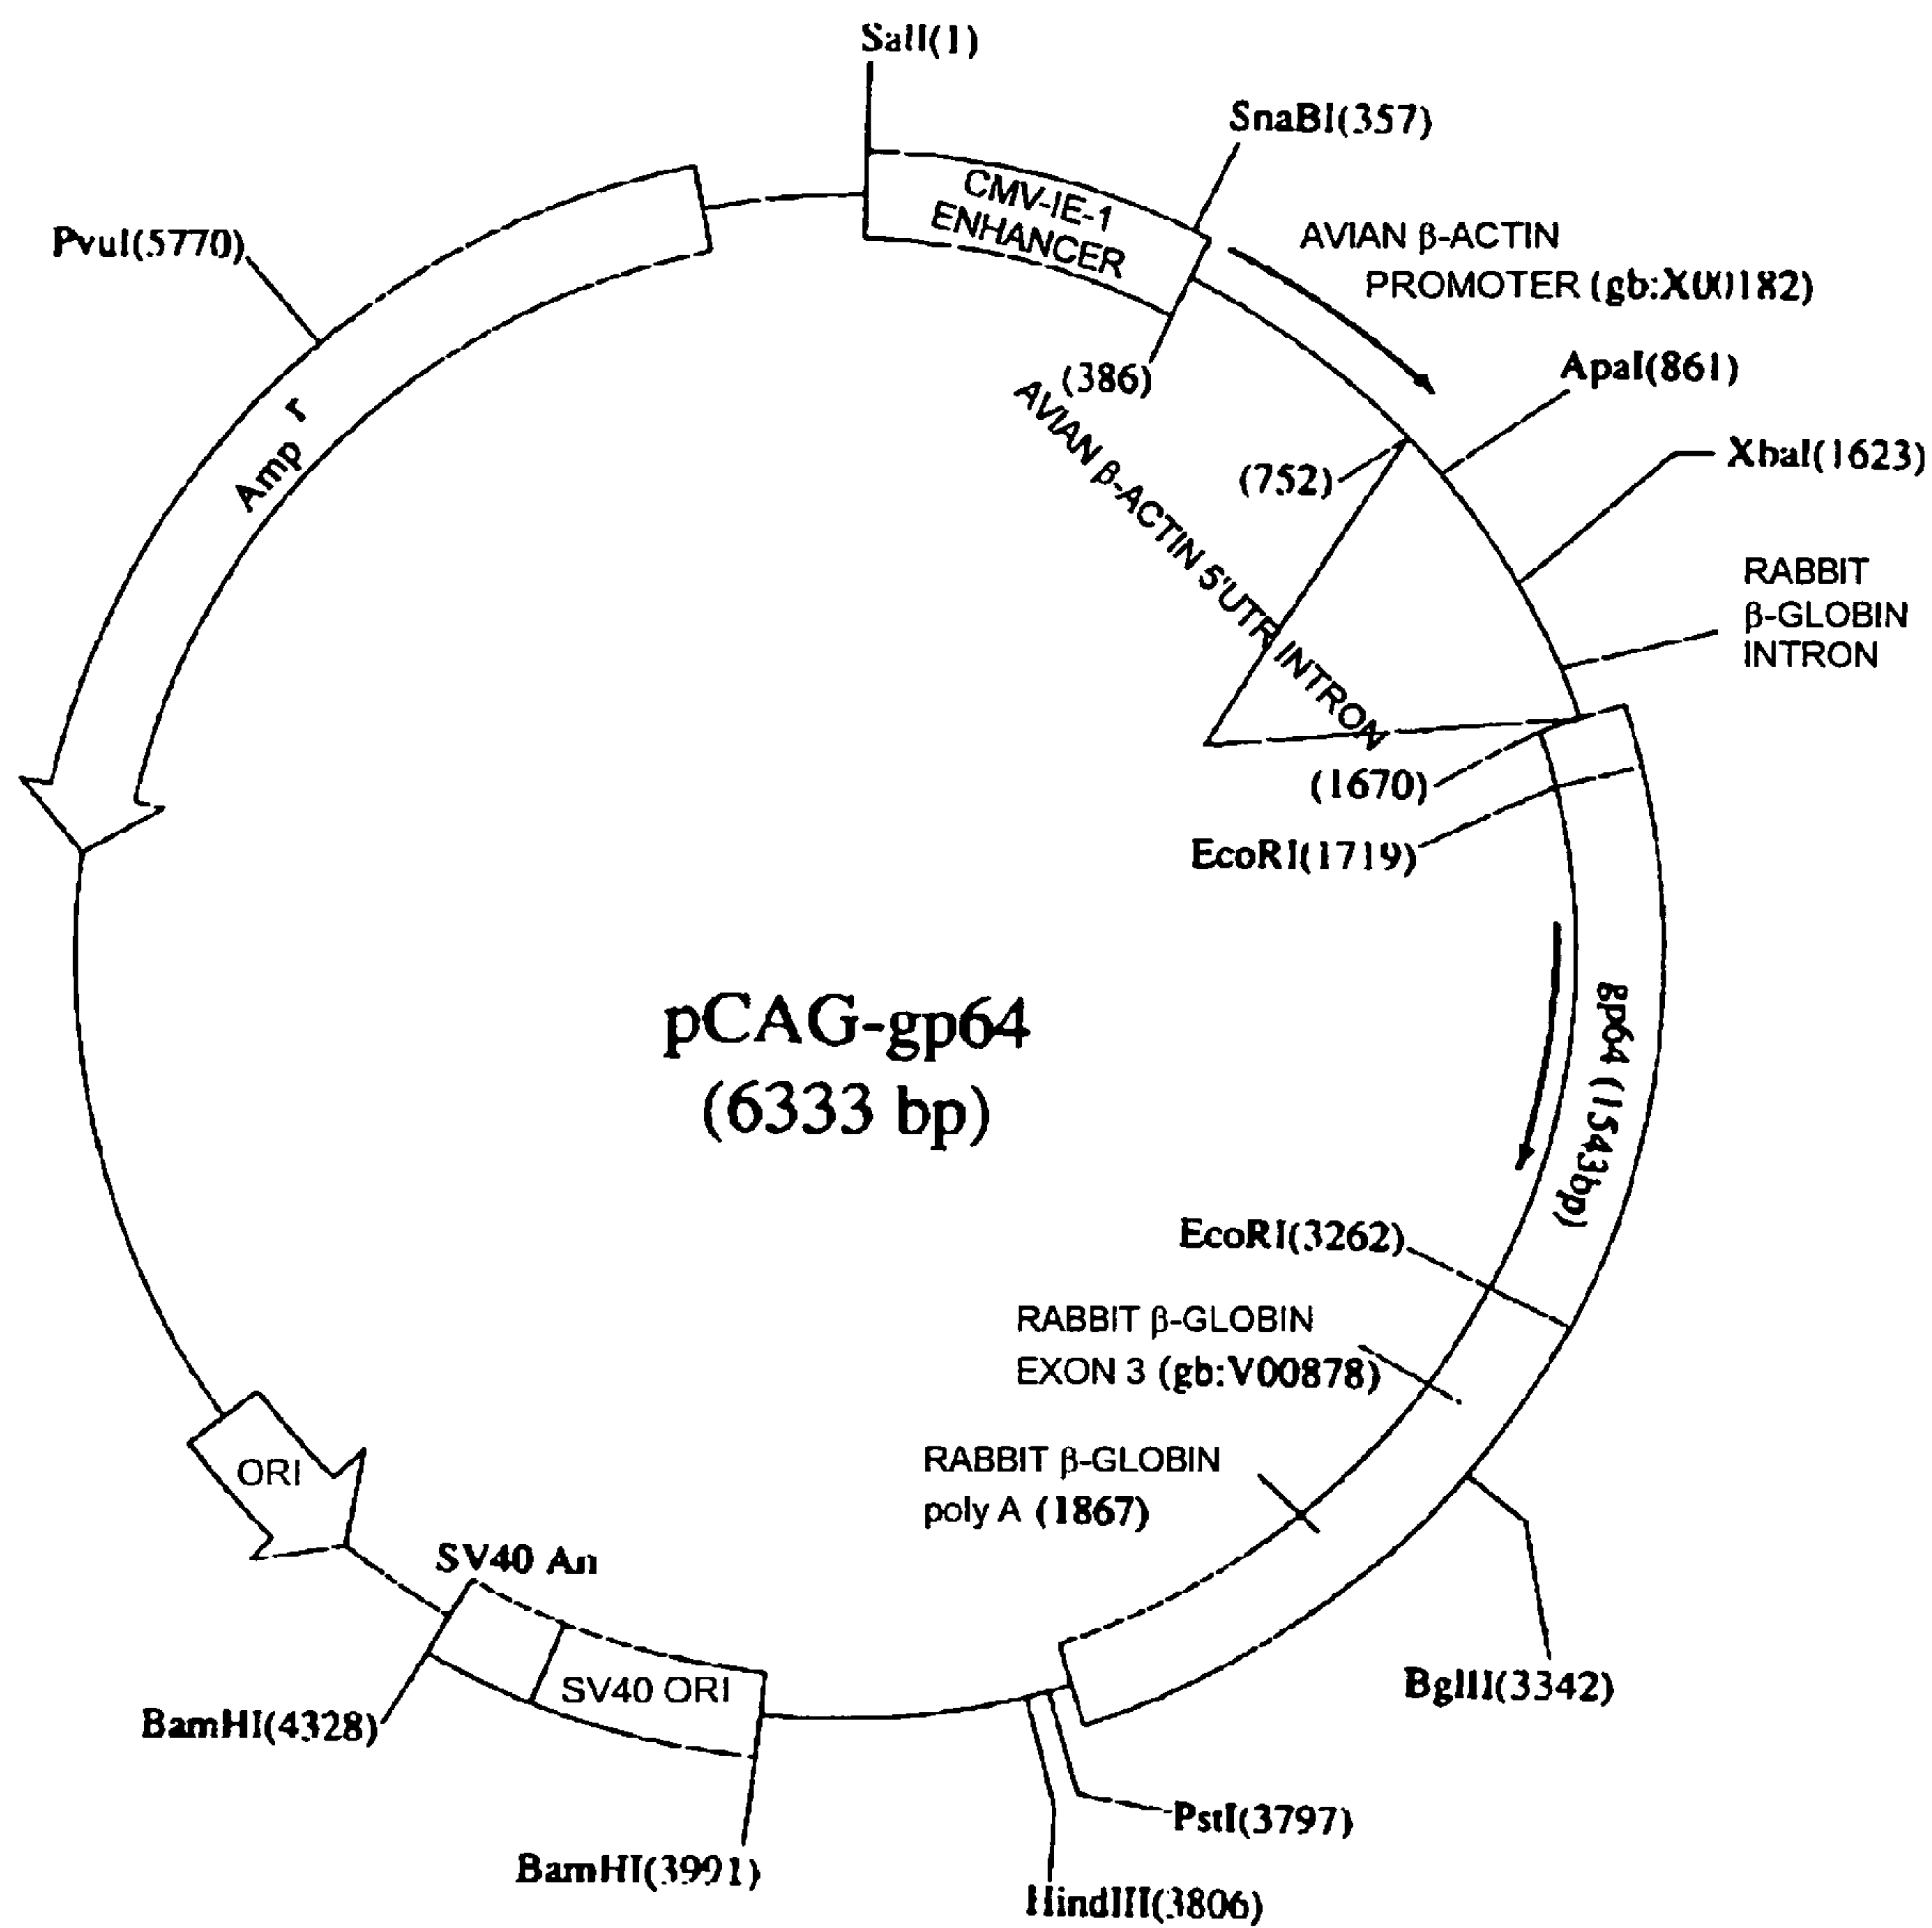 SalI(1)
SnaBI(357)
CMV-IE-1
ENHANCER
AVIAN β-ACTIN
PROMOTER (gb:X00182)
PvuI(5770)
(386)
ApaI(861)
XbaI(1623)
AVIAN β-ACTIN 5'UTR INTRON
(752)
Amp r
RABBIT
β-GLOBIN
INTRON
(1670)
EcoRI(1719)
pCAG-gp64
(6333 bp)
gp64 (1543bp)
EcoRI(3262)
RABBIT β-GLOBIN
EXON 3 (gb:V00878)
RABBIT β-GLOBIN
poly A (1867)
ORI
SV40 An
SV40 ORI
BglII(3342)
BamHI(4328)
PstI(3797)
BamHI(3991)
HindIII(3806)